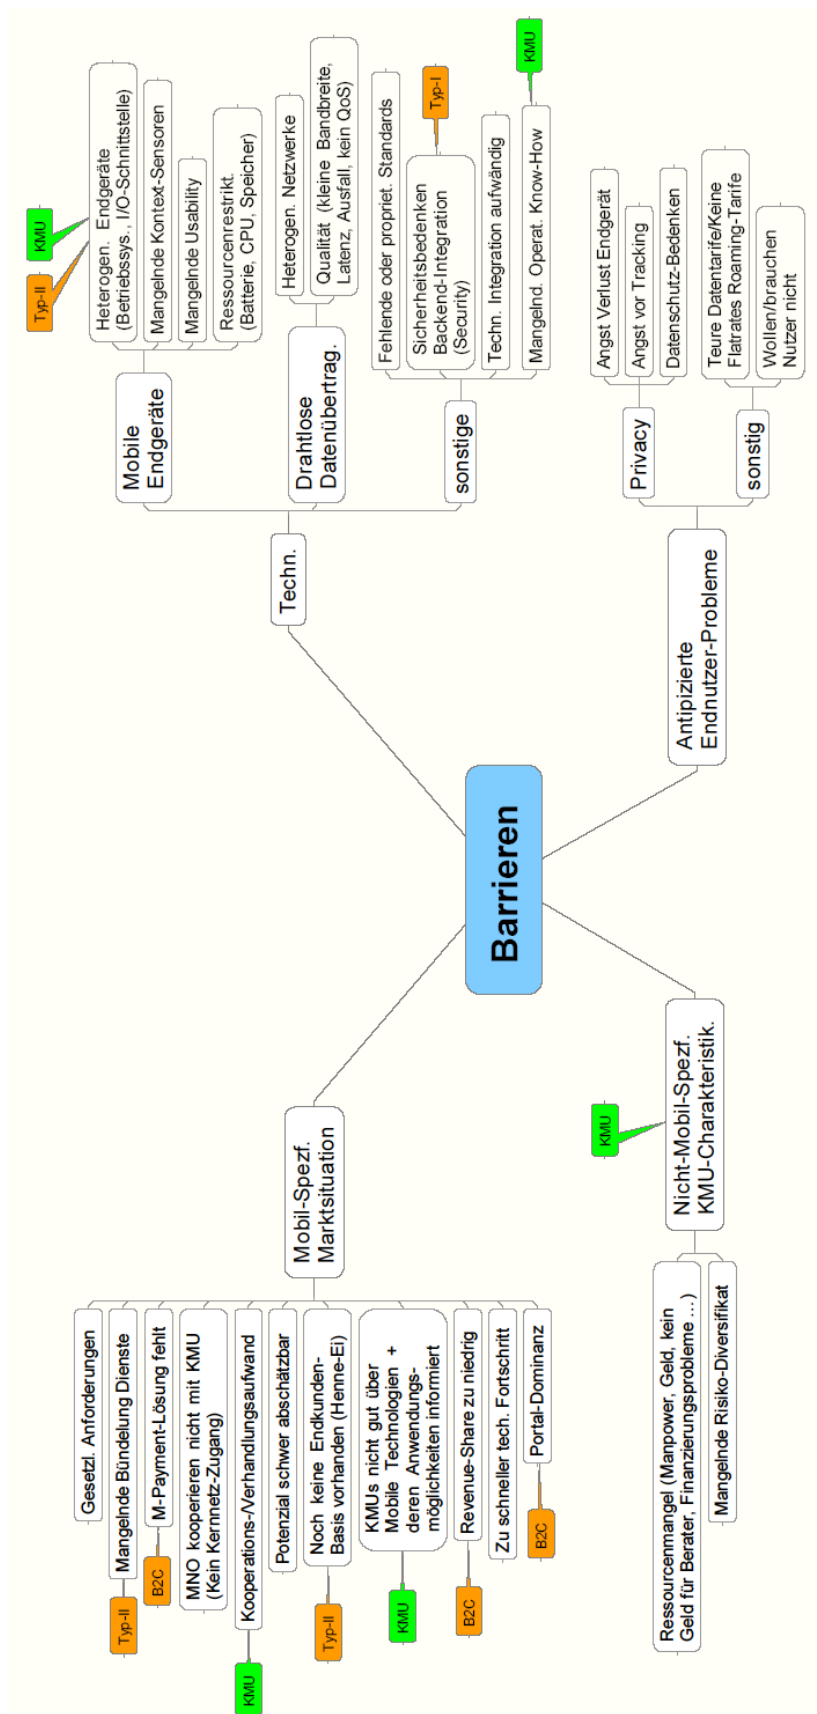 Barrieren
Mobil-Spezf.
Marktsituation
Gesetzl. Anforderungen
Mangelnde Bündelung Dienste
Typ-II
M-Payment-Lösung fehlt
B2C
MNO kooperieren nicht mit KMU
(Kein Kernnetz-Zugang)
Kooperations-/Verhandlungsaufwand
KMU
Potenzial schwer abschätzbar
Noch keine Endkunden-
Basis vorhanden (Henne-Ei)
Typ-II
KMUs nicht gut über
Mobile Technologien +
deren Anwendungs-
möglichkeiten informiert
KMU
Revenue-Share zu niedrig
B2C
Zu schneller tech. Fortschritt
Portal-Dominanz
B2C
Nicht-Mobil-Spezf.
KMU-Charakteristik.
KMU
Ressourcenmangel (Manpower, Geld, kein
Geld für Berater, Finanzierungsprobleme ...)
Mangelnde Risiko-Diversifikat
Techn.
Mobile
Endgeräte
Typ-II
KMU
Heterogen. Endgeräte
(Betriebssys., I/O-Schnittstelle)
Mangelnde Kontext-Sensoren
Mangelnde Usability
Ressourcenrestrikt.
(Batterie, CPU, Speicher)
Drahtlose
Datenübertrag.
Heterogen. Netzwerke
Qualität (kleine Bandbreite,
Latenz, Ausfall, kein QoS)
sonstige
Fehlende oder propriet. Standards
Sicherheitsbedenken
Backend-Integration
(Security)
Typ-I
Techn. Integration aufwändig
Mangelnd. Operat. Know-How
KMU
Antipizierte
Endnutzer-Probleme
Privacy
Angst Verlust Endgerät
Angst vor Tracking
Datenschutz-Bedenken
sonstig
Teure Datentarife/Keine
Flatrates Roaming-Tarife
Wollen/brauchen
Nutzer nicht